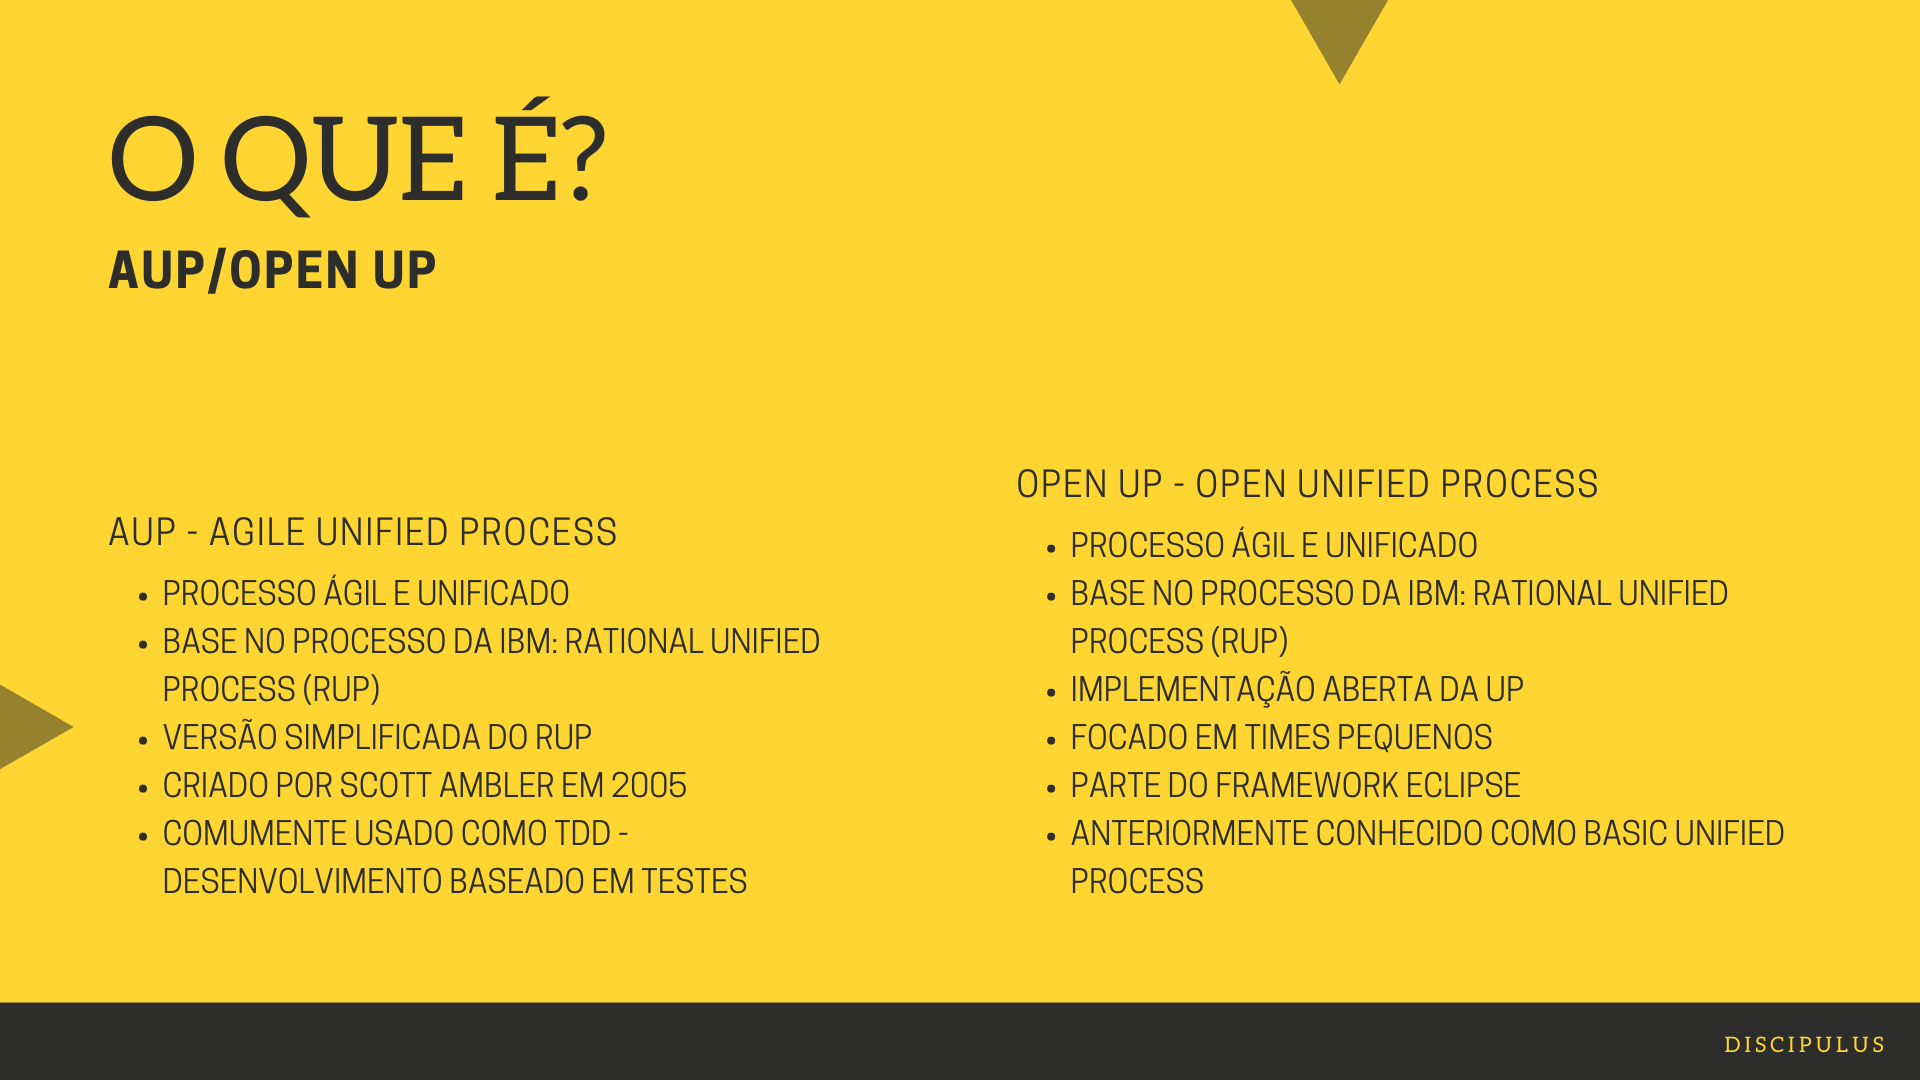 O QUE É?
AUP/OPEN UP
AUP - AGILE UNIFIED PROCESS
• PROCESSO ÁGIL E UNIFICADO
• BASE NO PROCESSO DA IBM: RATIONAL UNIFIED
PROCESS (RUP)
• VERSÃO SIMPLIFICADA DO RUP
• CRIADO POR SCOTT AMBLER EM 2005
• COMUMENTE USADO COMO TDD -
DESENVOLVIMENTO BASEADO EM TESTES
OPEN UP - OPEN UNIFIED PROCESS
• PROCESSO ÁGIL E UNIFICADO
• BASE NO PROCESSO DA IBM: RATIONAL UNIFIED
PROCESS (RUP)
• IMPLEMENTAÇÃO ABERTA DA UP
• FOCADO EM TIMES PEQUENOS
• PARTE DO FRAMEWORK ECLIPSE
• ANTERIORMENTE CONHECIDO COMO BASIC UNIFIED
PROCESS
DISCIPULUS